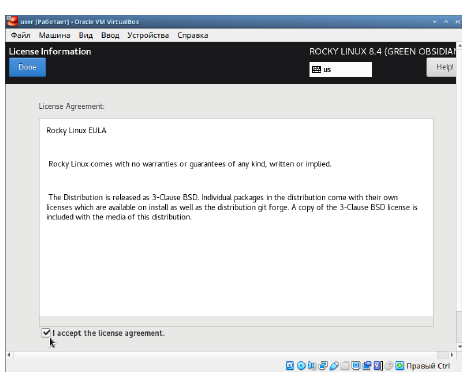 user [Работает] - Oracle VM VirtualBox
Файл Машина Вид Ввод Устройства Справка
License Information
ROCKY LINUX 8.4 (GREEN OBSIDIAN
Done
us
Help!
License Agreement:
Rocky Linux EULA
Rocky Linux comes with no warranties or guarantees of any kind, written or implied.
The Distribution is released as 3-Clause BSD. Individual packages in the distribution come with their own
licenses which are available on install as well as the distribution git forge. A copy of the 3-Clause BSD license is
included with the media of this distribution.
I accept the license agreement.
Правый Ctrl